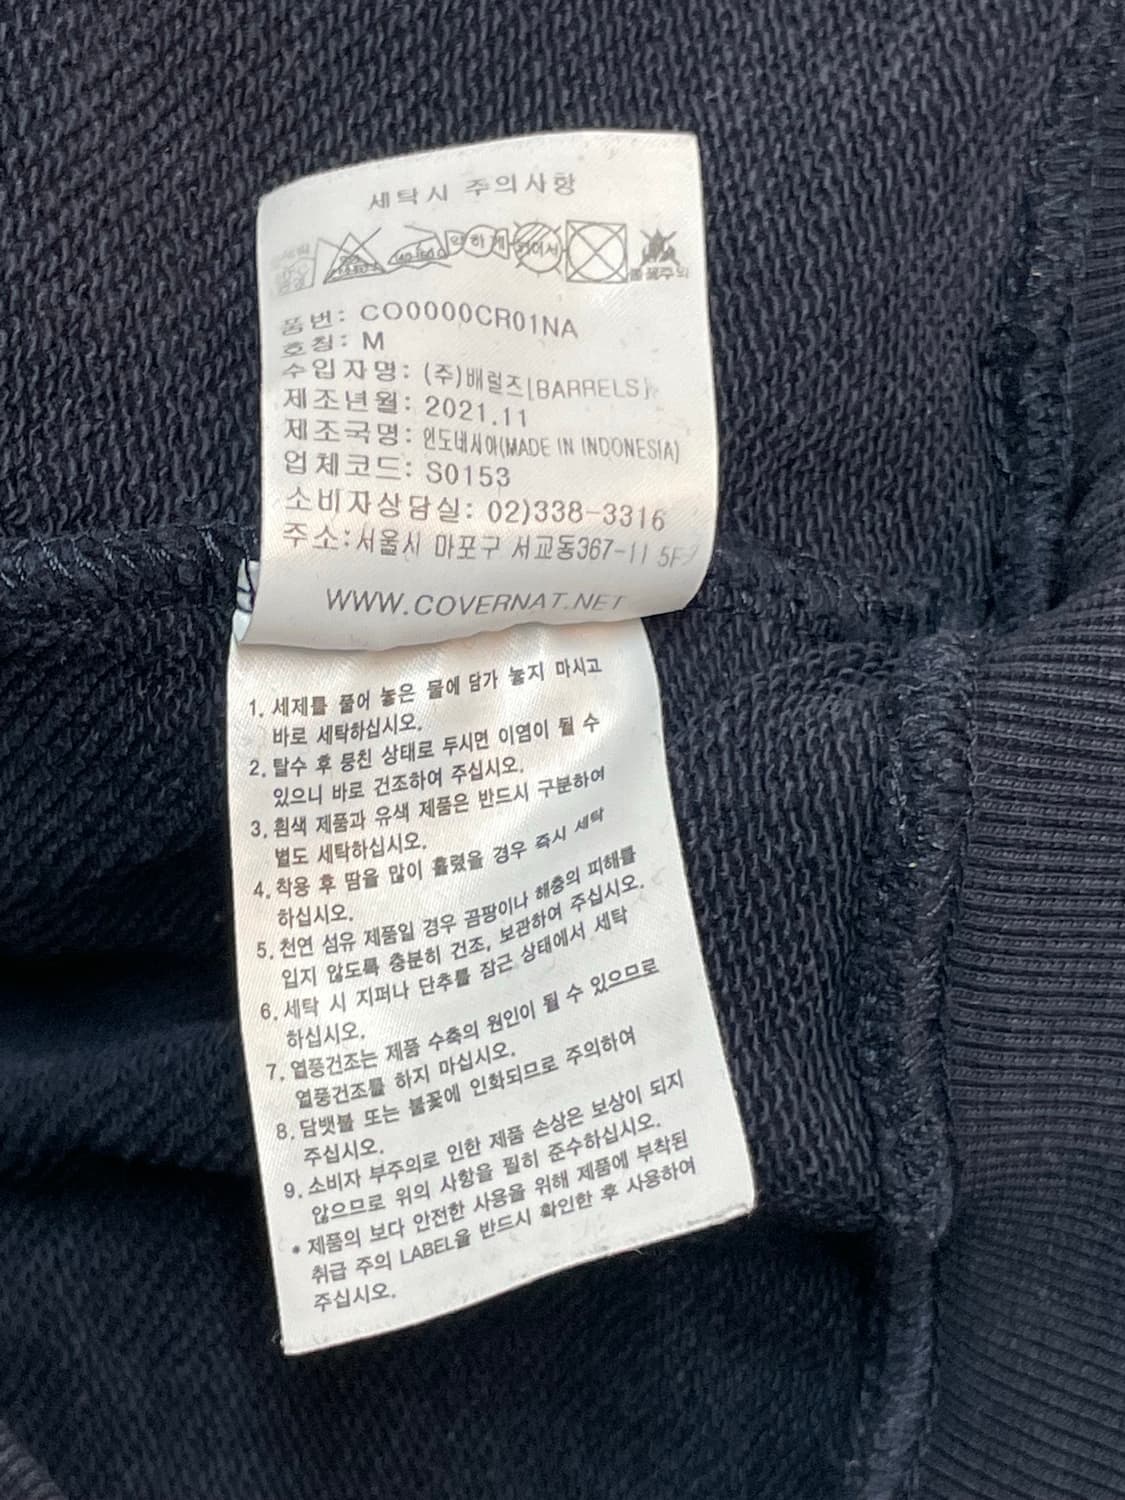 세탁시 주의사항
약하게
물품주의
품번: CO0000CR01NA
호칭: M
수입자명: (주)배럴즈[BARRELS]
제조년월: 2021.11
제조국명: 인도네시아(MADE IN INDONESIA)
업체코드: S0153
소비자상담실: 02)338-3316
주소: 서울시 마포구 서교동367-11 5F
WWW.COVERNAT.NET
1. 세제를 풀어 놓은 물에 담가 놓지 마시고
바로 세탁하십시오.
2. 탈수 후 뭉친 상태로 두시면 이염이 될 수
있으니 바로 건조하여 주십시오.
3. 흰색 제품과 유색 제품은 반드시 구분하여
별도 세탁하십시오.
4. 착용 후 땀을 많이 흘렸을 경우 즉시 세탁
하십시오.
5. 천연 섬유 제품일 경우 곰팡이나 해충의 피해를
입지 않도록 충분히 건조, 보관하여 주십시오.
6. 세탁 시 지퍼나 단추를 잠근 상태에서 세탁
하십시오.
7. 열풍건조는 제품 수축의 원인이 될 수 있으므로
열풍건조를 하지 마십시오.
8. 담뱃불 또는 불꽃에 인화되므로 주의하여
주십시오.
9. 소비자 부주의로 인한 제품 손상은 보상이 되지
않으므로 위의 사항을 필히 준수하십시오.
* 제품의 보다 안전한 사용을 위해 제품에 부착된
취급 주의 LABEL을 반드시 확인한 후 사용하여
주십시오.